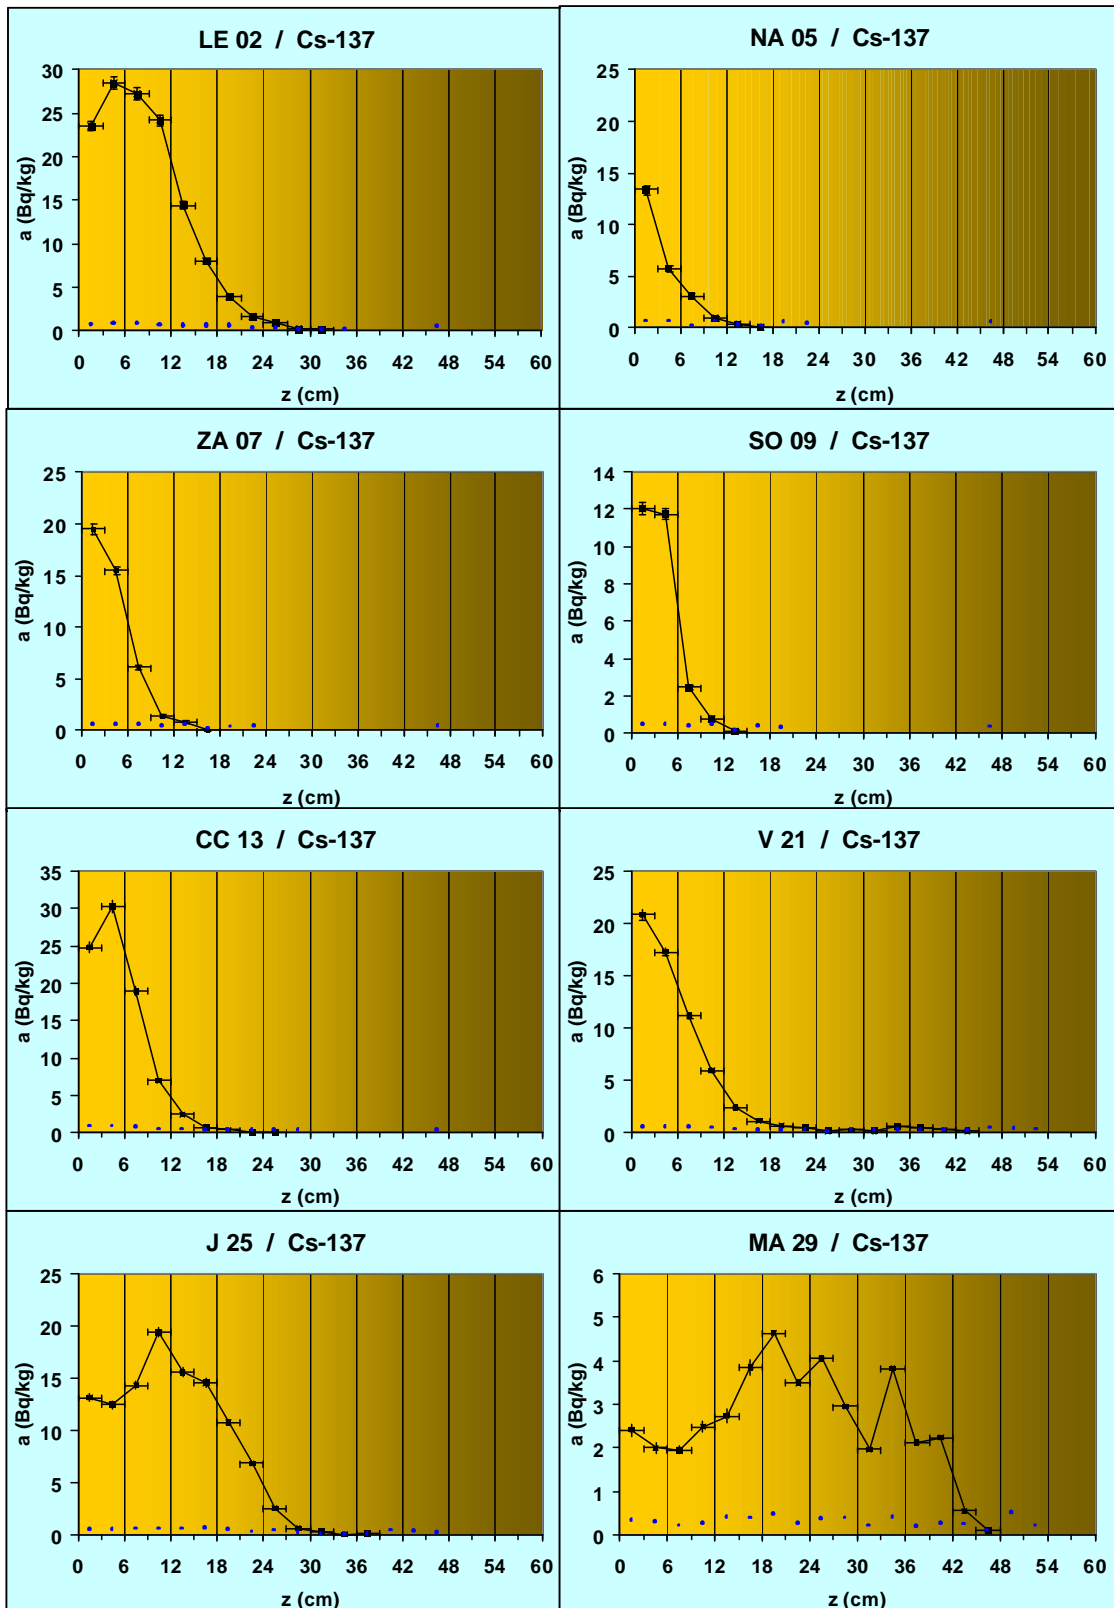 LE 02 / Cs-137
30
25
20
15
10
5
0
a (Bq/kg)
0 6 12 18 24 30 36 42 48 54 60
z (cm)
NA 05 / Cs-137
25
20
15
10
5
0
a (Bq/kg)
0 6 12 18 24 30 36 42 48 54 60
z (cm)
ZA 07 / Cs-137
25
20
15
10
5
0
a (Bq/kg)
0 6 12 18 24 30 36 42 48 54 60
z (cm)
SO 09 / Cs-137
14
12
10
8
6
4
2
0
a (Bq/kg)
0 6 12 18 24 30 36 42 48 54 60
z (cm)
CC 13 / Cs-137
35
30
25
20
15
10
5
0
a (Bq/kg)
0 6 12 18 24 30 36 42 48 54 60
z (cm)
V 21 / Cs-137
25
20
15
10
5
0
a (Bq/kg)
0 6 12 18 24 30 36 42 48 54 60
z (cm)
J 25 / Cs-137
25
20
15
10
5
0
a (Bq/kg)
0 6 12 18 24 30 36 42 48 54 60
z (cm)
MA 29 / Cs-137
6
5
4
3
2
1
0
a (Bq/kg)
0 6 12 18 24 30 36 42 48 54 60
z (cm)